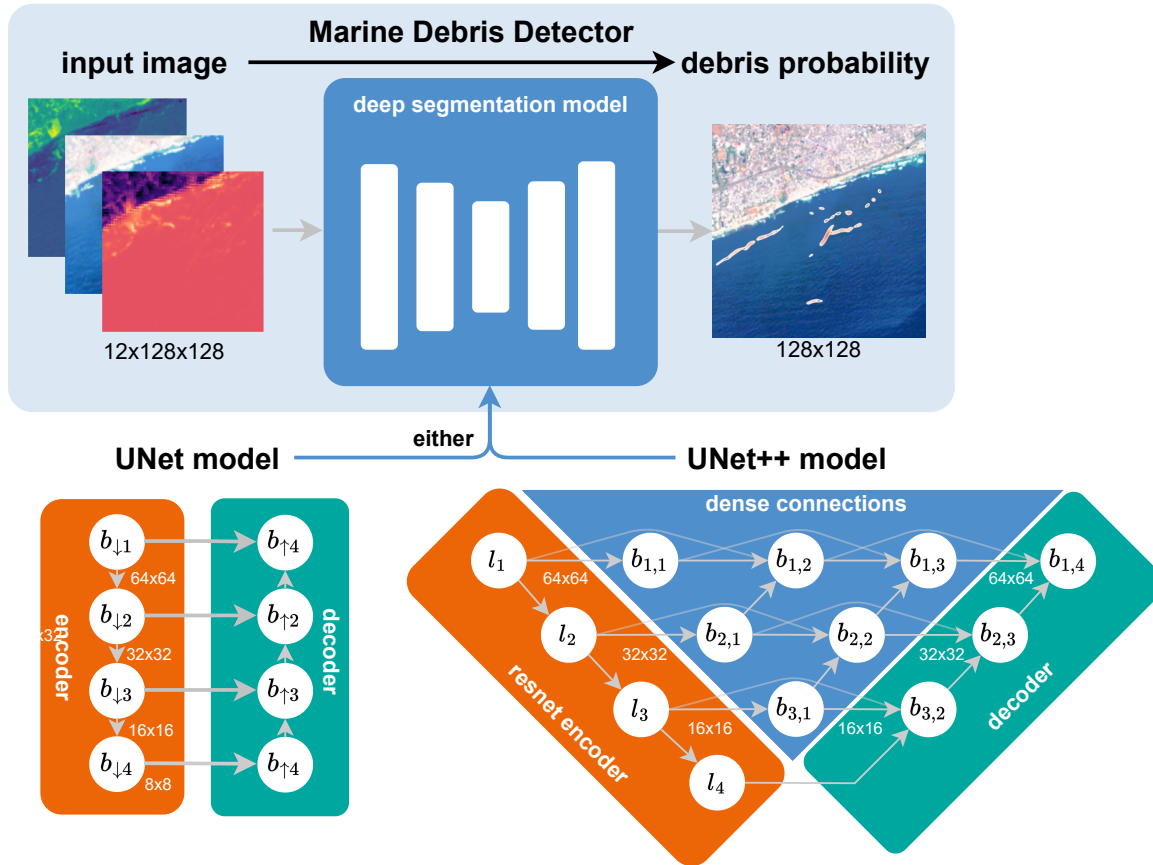 Marine Debris Detector
input image
debris probability
deep segmentation model
12x128x128
128x128
either
UNet model
UNet++ model
encoder
decoder
b↓1
b↑4
64x64
b↓2
b↑2
32x32
b↓3
b↑3
16x16
b↓4
b↑4
8x8
x32
dense connections
resnet encoder
decoder
l1
b1,1
b1,2
b1,3
b1,4
64x64
64x64
l2
b2,1
b2,2
b2,3
32x32
32x32
l3
b3,1
b3,2
16x16
16x16
l4